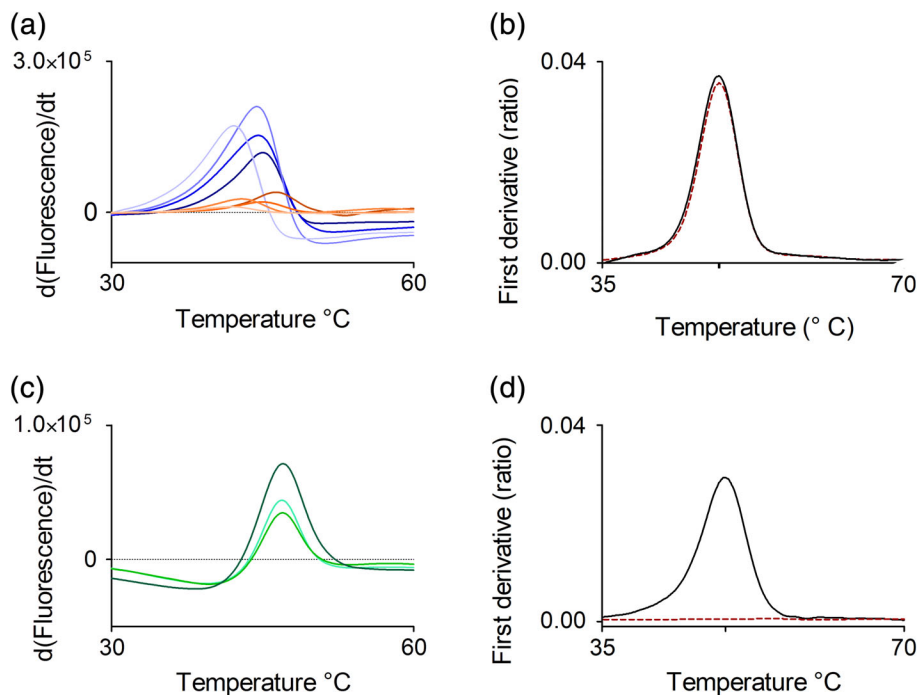 (a)
3.0×10⁵
0
d(Fluorescence)/dt
30
60
Temperature °C
(b)
0.04
0.00
First derivative (ratio)
35
70
Temperature (° C)
(c)
1.0×10⁵
0
d(Fluorescence)/dt
30
60
Temperature °C
(d)
0.04
0.00
First derivative (ratio)
35
70
Temperature °C